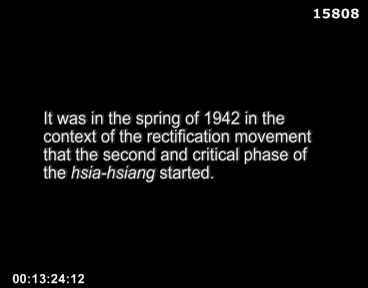 15808
It was in the spring of 1942 in the
context of the rectification movement
that the second and critical phase of
the hsia-hsiang started.
00:13:24:12